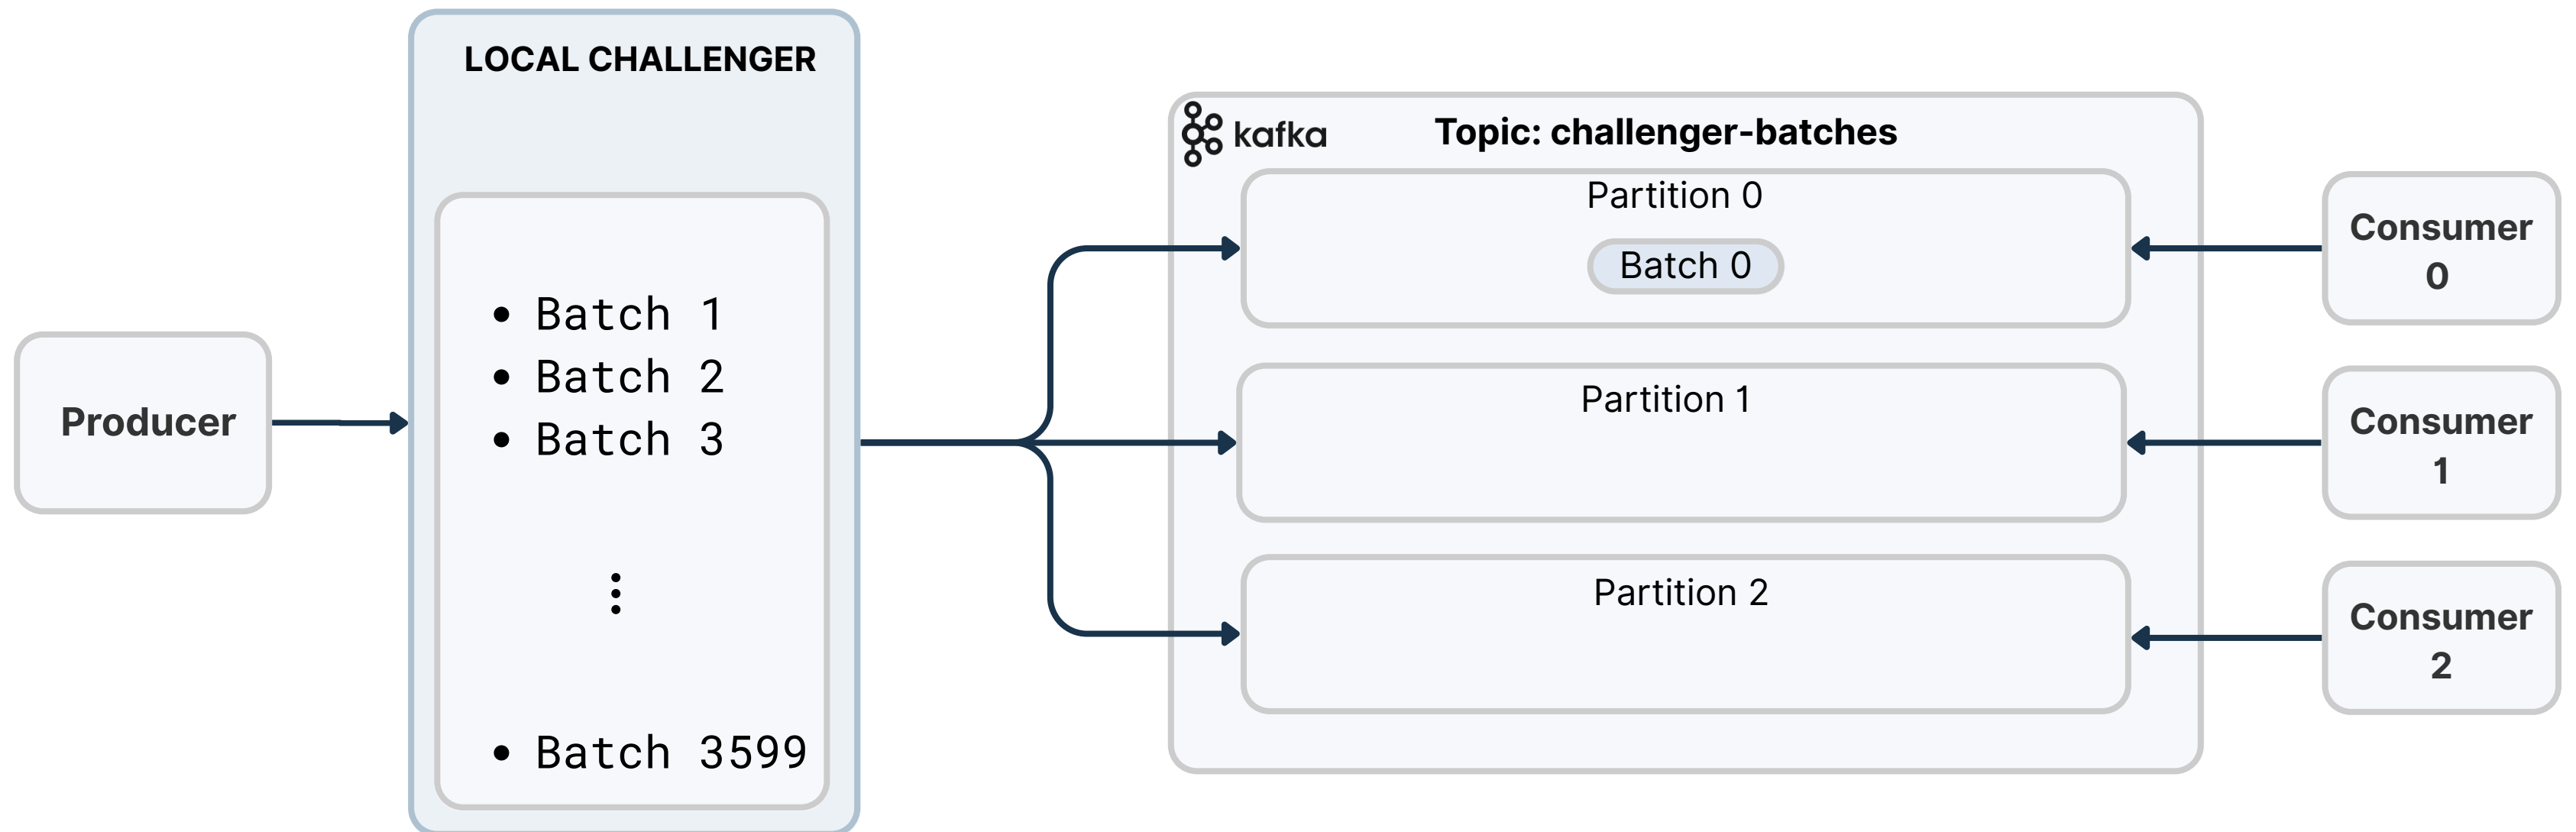 LOCAL CHALLENGER
• Batch 1
• Batch 2
• Batch 3
⋮
• Batch 3599
Producer
kafka
Topic: challenger-batches
Partition 0
Batch 0
Partition 1
Partition 2
Consumer
0
Consumer
1
Consumer
2